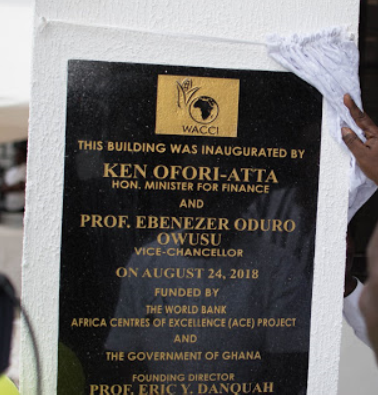 WACCI
THIS BUILDING WAS INAUGURATED BY
KEN OFORI-ATTA
HON. MINISTER FOR FINANCE
AND
PROF. EBENEZER ODURO
OWUSU
VICE-CHANCELLOR
ON AUGUST 24, 2018
FUNDED BY
THE WORLD BANK
AFRICA CENTRES OF EXCELLENCE (ACE) PROJECT
AND
THE GOVERNMENT OF GHANA
FOUNDING DIRECTOR
PROF. ERIC Y. DANQUAH